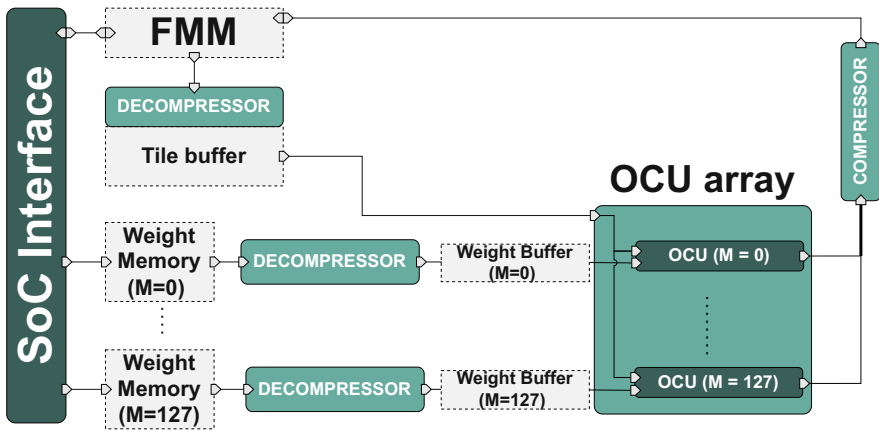 SoC Interface
FMM
DECOMPRESSOR
Tile buffer
COMPRESSOR
OCU array
Weight
Memory
(M=0)
DECOMPRESSOR
Weight Buffer
(M=0)
OCU (M = 0)
Weight
Memory
(M=127)
DECOMPRESSOR
Weight Buffer
(M=127)
OCU (M = 127)